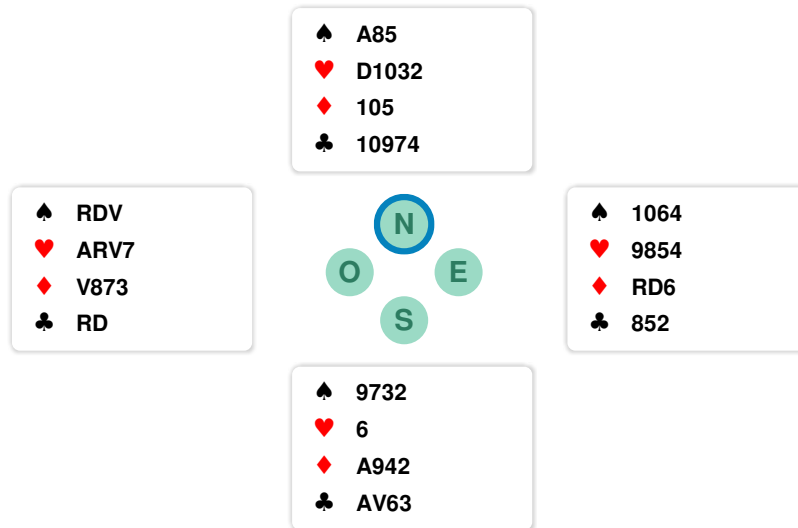 ♠ A85
♥ D1032
♦ 105
♣ 10974
♠ RDV
♥ ARV7
♦ V873
♣ RD
N
O E
S
♠ 1064
♥ 9854
♦ RD6
♣ 852
♠ 9732
♥ 6
♦ A942
♣ AV63